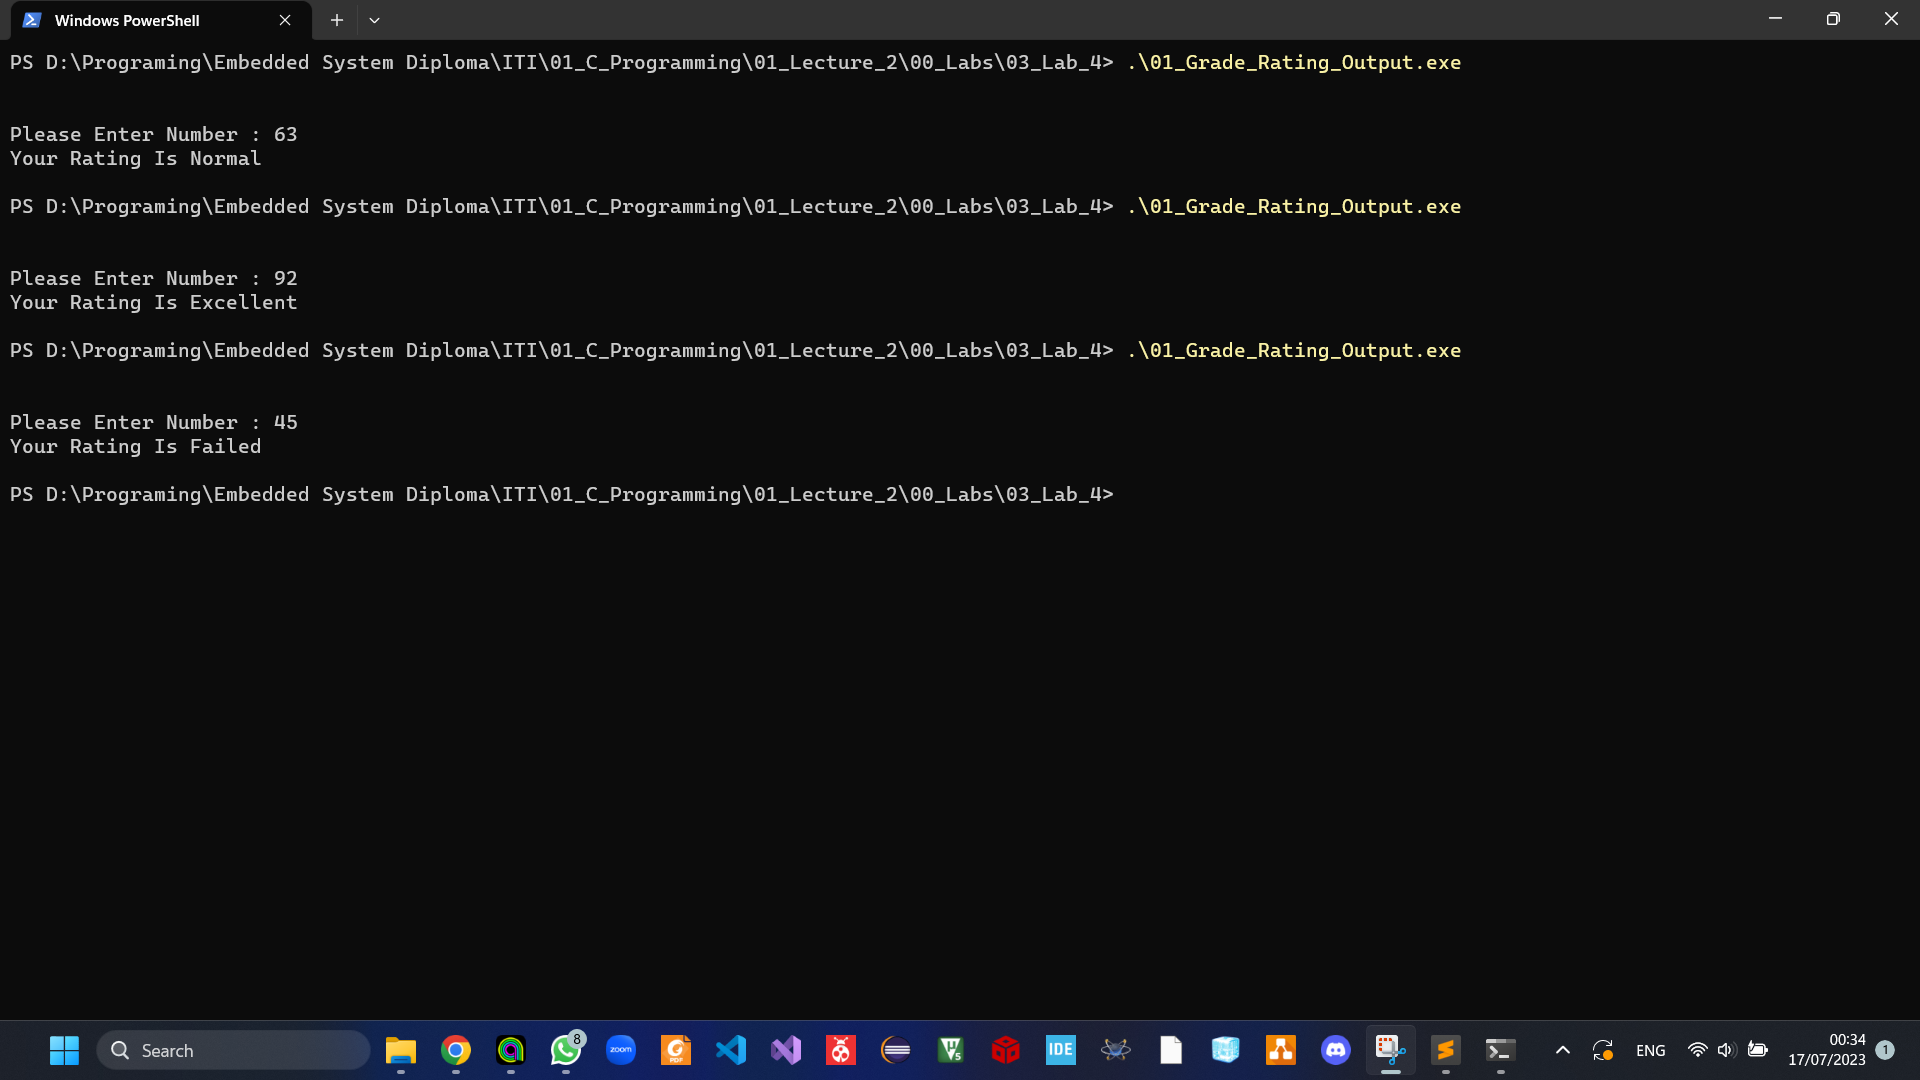 Windows PowerShell
PS D:\Programing\Embedded System Diploma\ITI\01_C_Programming\01_Lecture_2\00_Labs\03_Lab_4> .\01_Grade_Rating_Output.exe
Please Enter Number : 63
Your Rating Is Normal
PS D:\Programing\Embedded System Diploma\ITI\01_C_Programming\01_Lecture_2\00_Labs\03_Lab_4> .\01_Grade_Rating_Output.exe
Please Enter Number : 92
Your Rating Is Excellent
PS D:\Programing\Embedded System Diploma\ITI\01_C_Programming\01_Lecture_2\00_Labs\03_Lab_4> .\01_Grade_Rating_Output.exe
Please Enter Number : 45
Your Rating Is Failed
PS D:\Programing\Embedded System Diploma\ITI\01_C_Programming\01_Lecture_2\00_Labs\03_Lab_4>
Search
8
zoom
PDF
5
IDE
ENG
00:34
17/07/2023
1